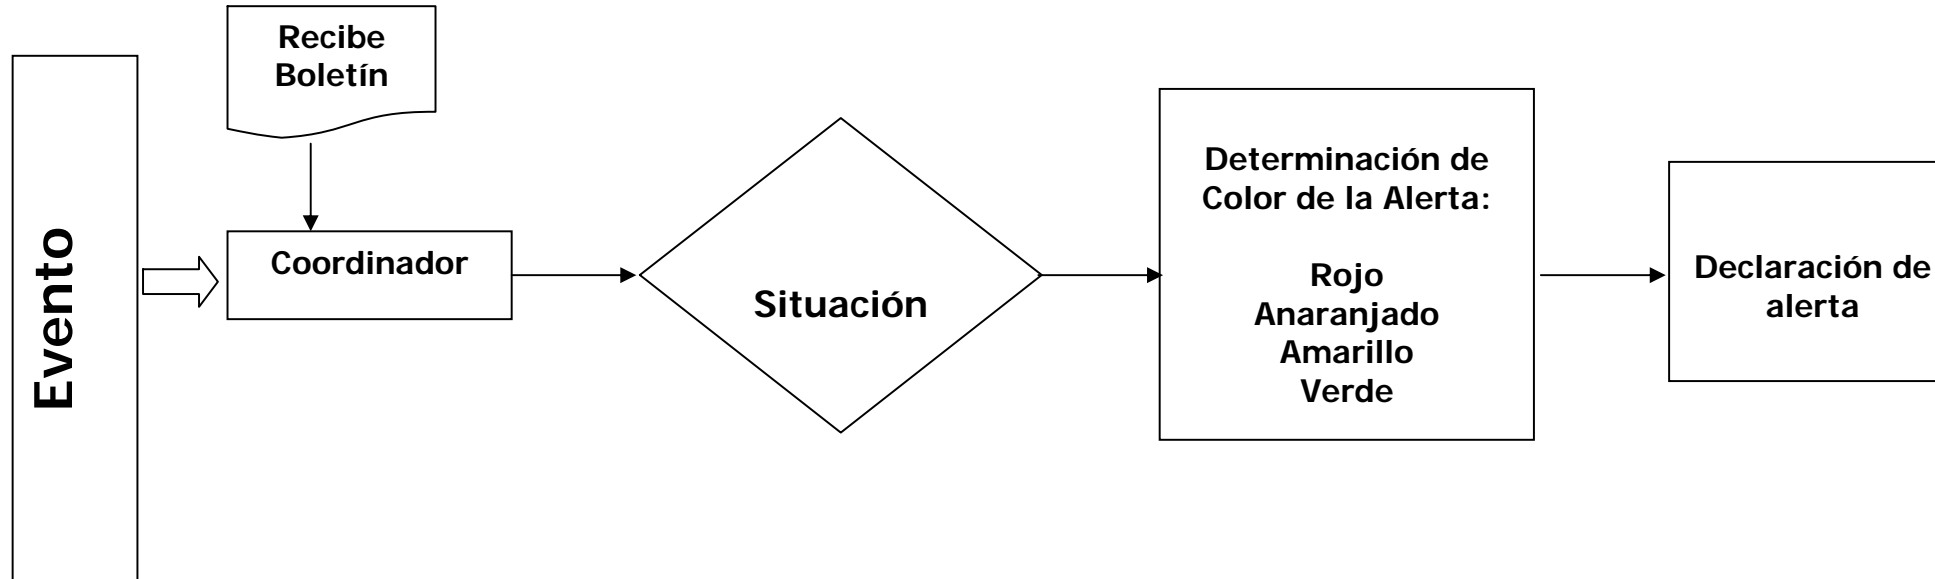 Evento
Recibe
Boletín
Coordinador
Situación
Determinación de
Color de la Alerta:
Rojo
Anaranjado
Amarillo
Verde
Declaración de
alerta